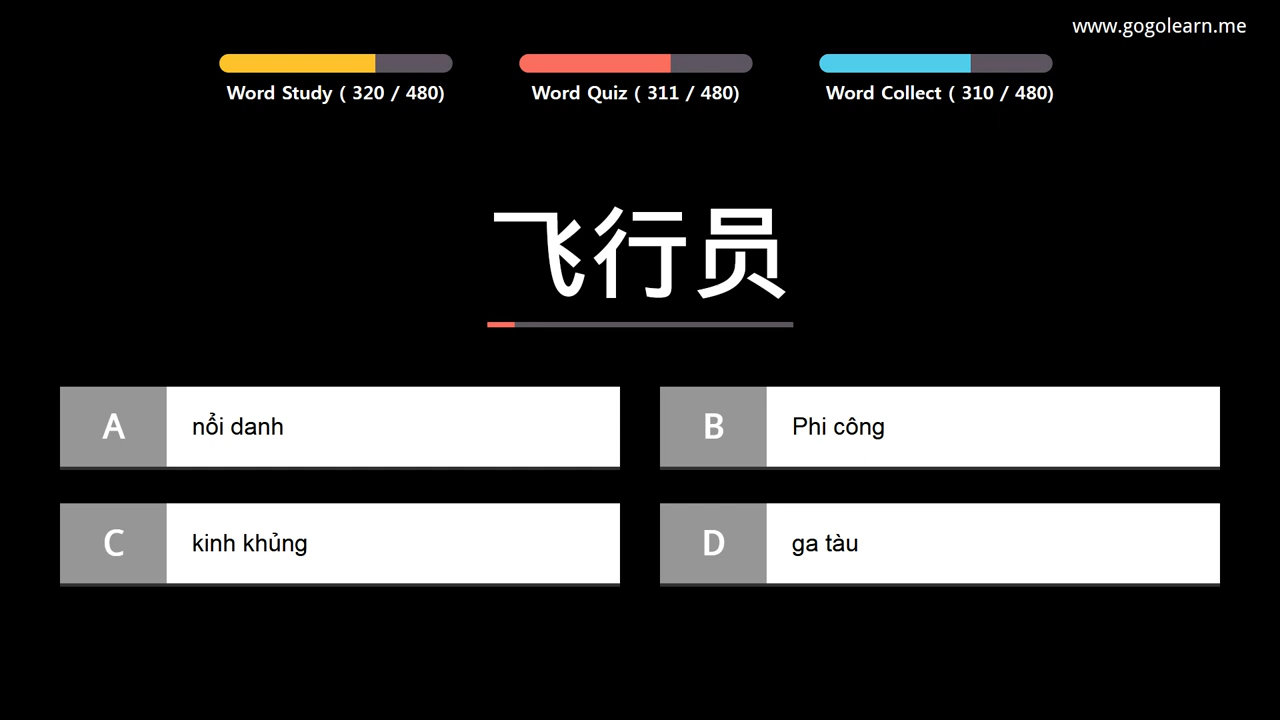 www.gogolearn.me
Word Study ( 320 / 480)
Word Quiz ( 311 / 480)
Word Collect ( 310 / 480)
飞行员
A nổi danh
B Phi công
C kinh khủng
D ga tàu